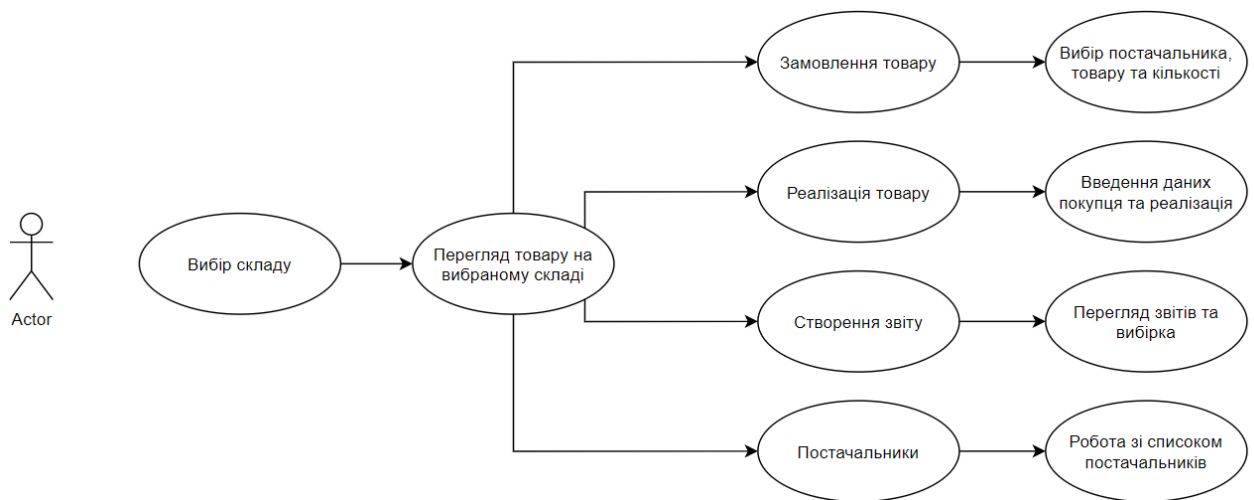 Замовлення товару
Вибір постачальника,
товару та кількості
Реалізація товару
Введення даних
покупця та реалізація
Actor
Вибір складу
Перегляд товару на
вибраному складі
Створення звіту
Перегляд звітів та
вибірка
Постачальники
Робота зі списоком
постачальників